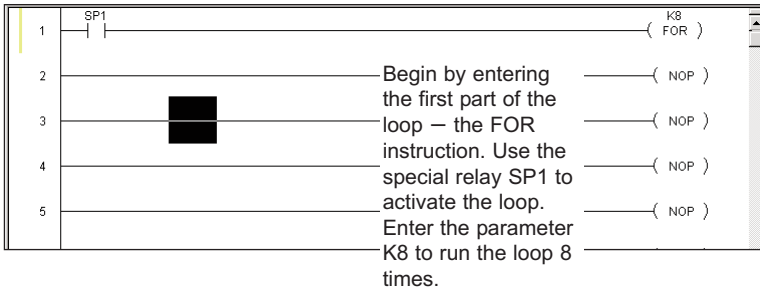 SP1 K8
1 ( FOR )
2 Begin by entering ( NOP )
the first part of the
3 loop — the FOR ( NOP )
instruction. Use the
4 special relay SP1 to ( NOP )
activate the loop.
5 Enter the parameter ( NOP )
K8 to run the loop 8
times.